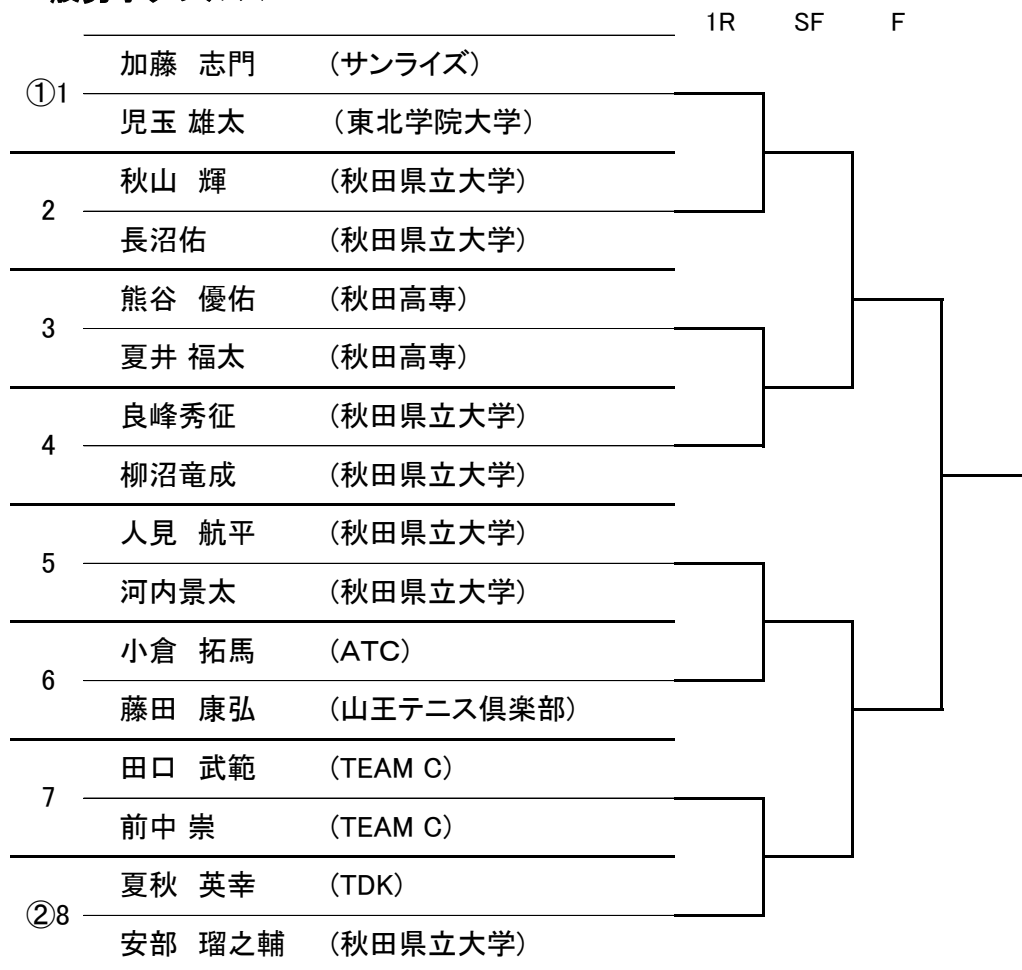 1R SF F
加藤 志門 (サンライズ)
①1
児玉 雄太 (東北学院大学)
秋山 輝 (秋田県立大学)
2
長沼佑 (秋田県立大学)
熊谷 優佑 (秋田高専)
3
夏井 福太 (秋田高専)
良峰秀征 (秋田県立大学)
4
柳沼竜成 (秋田県立大学)
人見 航平 (秋田県立大学)
5
河内景太 (秋田県立大学)
小倉 拓馬 (ATC)
6
藤田 康弘 (山王テニス倶楽部)
田口 武範 (TEAM C)
7
前中 崇 (TEAM C)
夏秋 英幸 (TDK)
②8
安部 瑠之輔 (秋田県立大学)